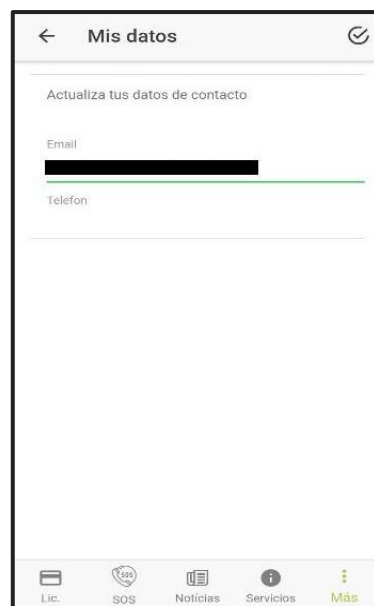 Mis datos
Actualiza tus datos de contacto
Email
Telefon
Lic.
SOS
SOS
Notícias
Servicios
Más